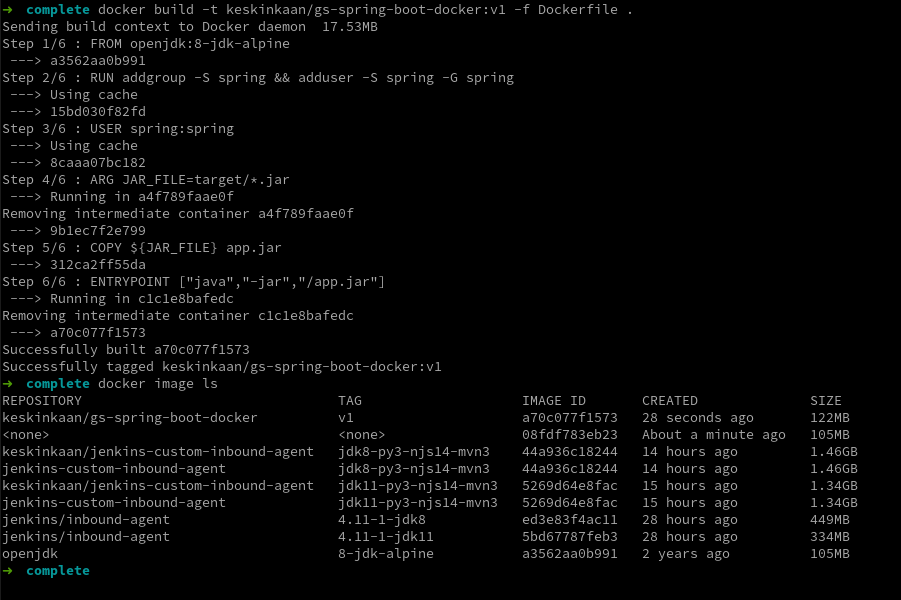 → complete docker build -t keskinkaan/gs-spring-boot-docker:v1 -f Dockerfile .
Sending build context to Docker daemon  17.53MB
Step 1/6 : FROM openjdk:8-jdk-alpine
 ---> a3562aa0b991
Step 2/6 : RUN addgroup -S spring && adduser -S spring -G spring
 ---> Using cache
 ---> 15bd030f82fd
Step 3/6 : USER spring:spring
 ---> Using cache
 ---> 8caaa07bc182
Step 4/6 : ARG JAR_FILE=target/*.jar
 ---> Running in a4f789faae0f
Removing intermediate container a4f789faae0f
 ---> 9b1ec7f2e799
Step 5/6 : COPY ${JAR_FILE} app.jar
 ---> 312ca2ff55da
Step 6/6 : ENTRYPOINT ["java","-jar","/app.jar"]
 ---> Running in c1c1e8bafedc
Removing intermediate container c1c1e8bafedc
 ---> a70c077f1573
Successfully built a70c077f1573
Successfully tagged keskinkaan/gs-spring-boot-docker:v1
→ complete docker image ls
REPOSITORY TAG IMAGE ID CREATED SIZE
keskinkaan/gs-spring-boot-docker v1 a70c077f1573 28 seconds ago 122MB
<none> <none> 08fdf783eb23 About a minute ago 105MB
keskinkaan/jenkins-custom-inbound-agent jdk8-py3-njs14-mvn3 44a936c18244 14 hours ago 1.46GB
jenkins-custom-inbound-agent jdk8-py3-njs14-mvn3 44a936c18244 14 hours ago 1.46GB
keskinkaan/jenkins-custom-inbound-agent jdk11-py3-njs14-mvn3 5269d64e8fac 15 hours ago 1.34GB
jenkins-custom-inbound-agent jdk11-py3-njs14-mvn3 5269d64e8fac 15 hours ago 1.34GB
jenkins/inbound-agent 4.11-1-jdk8 ed3e83f4ac11 28 hours ago 449MB
jenkins/inbound-agent 4.11-1-jdk11 5bd67787feb3 28 hours ago 334MB
openjdk 8-jdk-alpine a3562aa0b991 2 years ago 105MB
→ complete